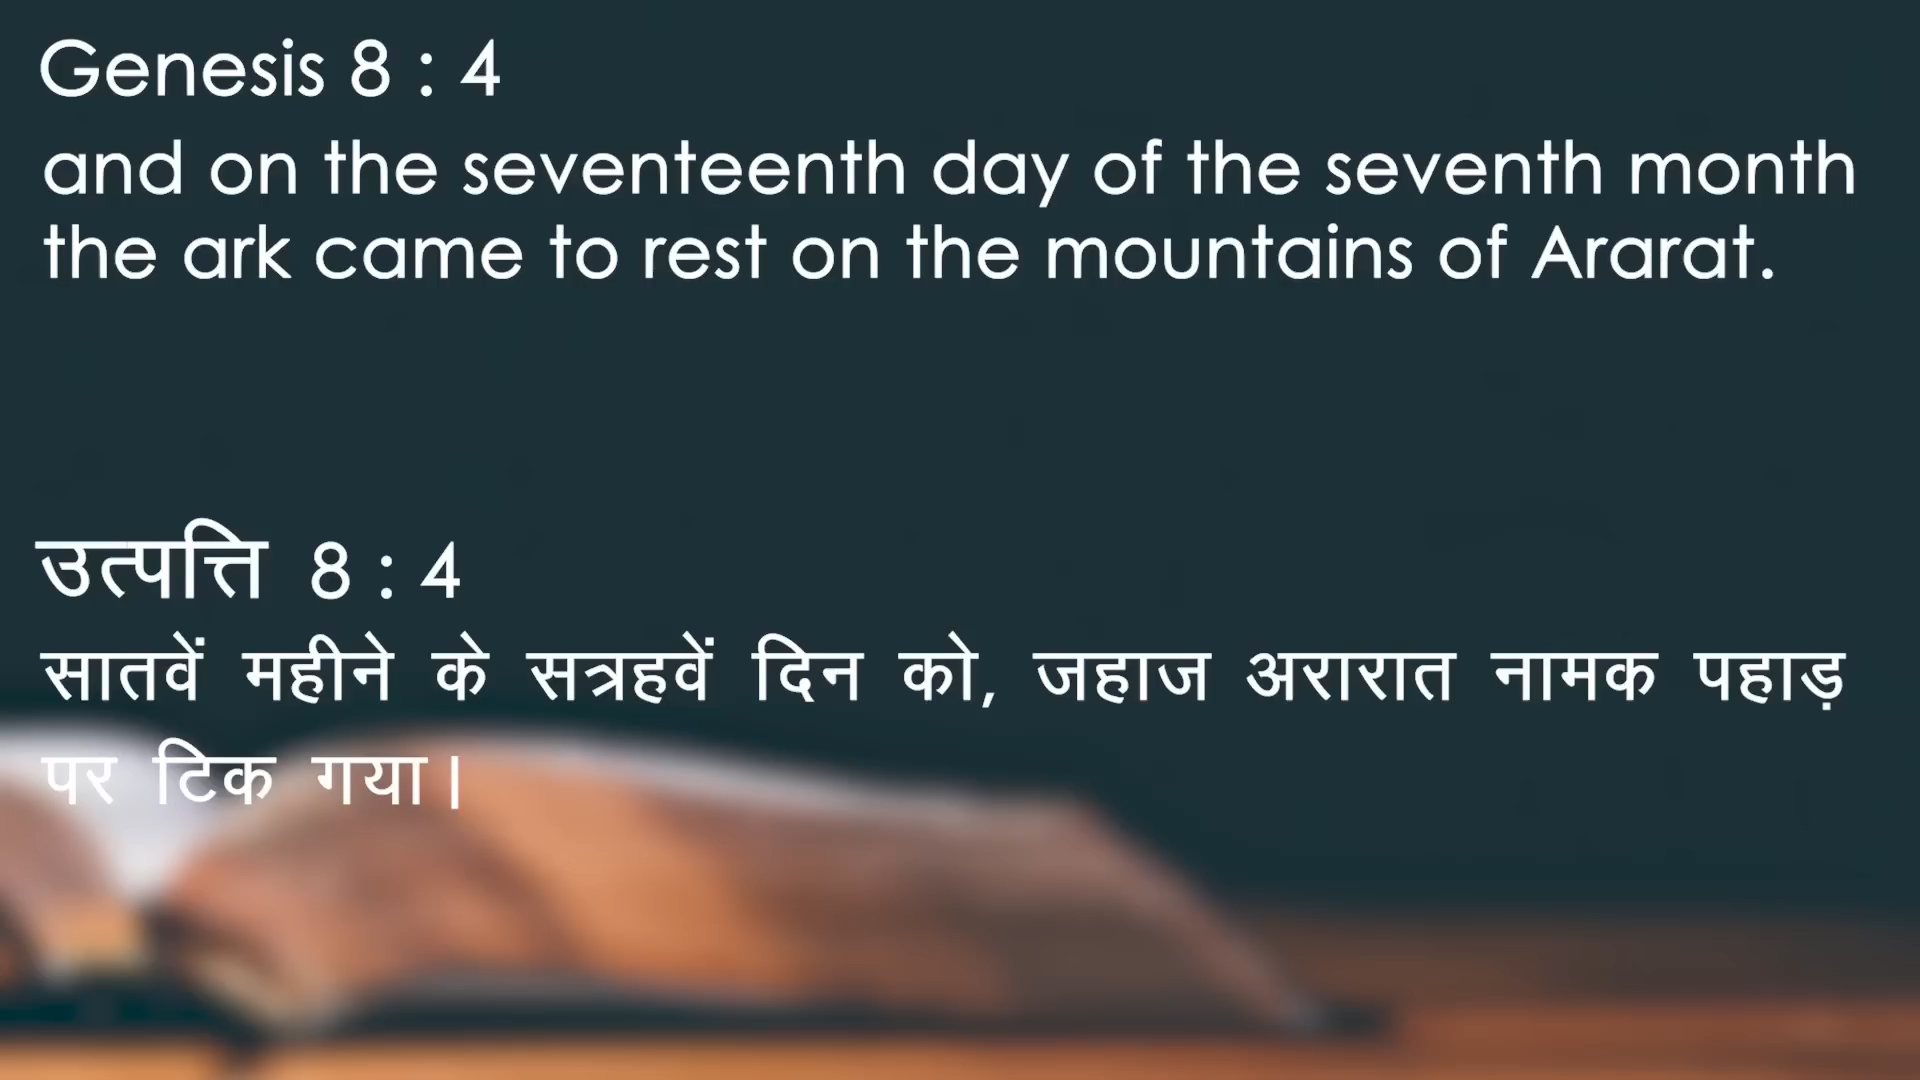 Genesis 8 : 4
and on the seventeenth day of the seventh month
the ark came to rest on the mountains of Ararat.
उत्पत्ति 8 : 4
सातवें महीने के सत्रहवें दिन को, जहाज अरारात नामक पहाड़
पर टिक गया।